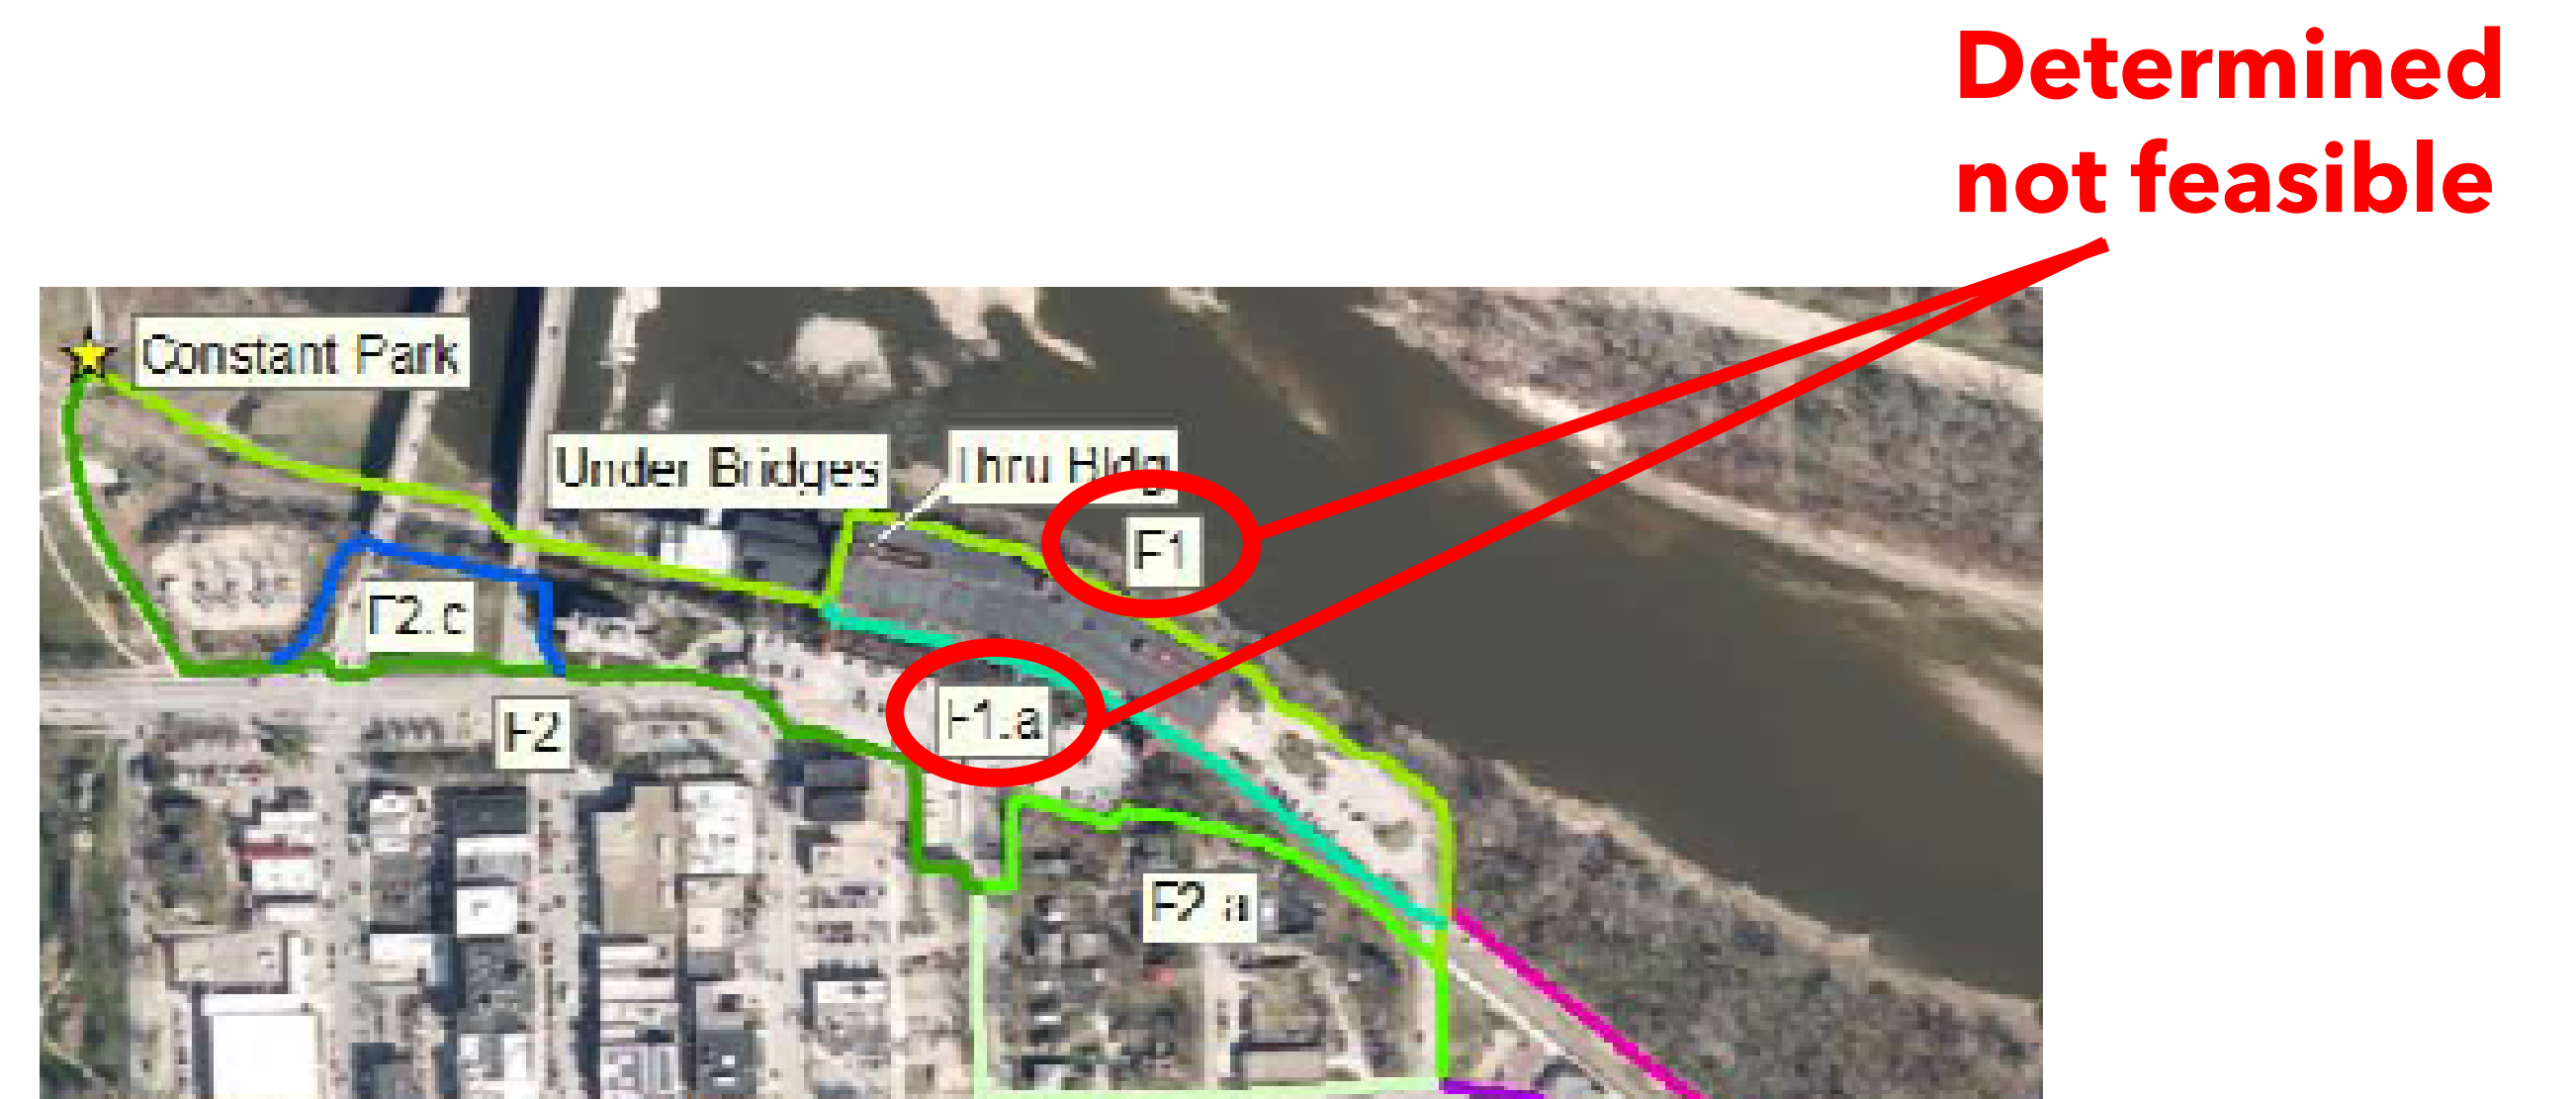 Determined
not feasible
Constant Park
Under Bridges
Thru Bldg
F1
F2.c
F1.a
F2
F2.a